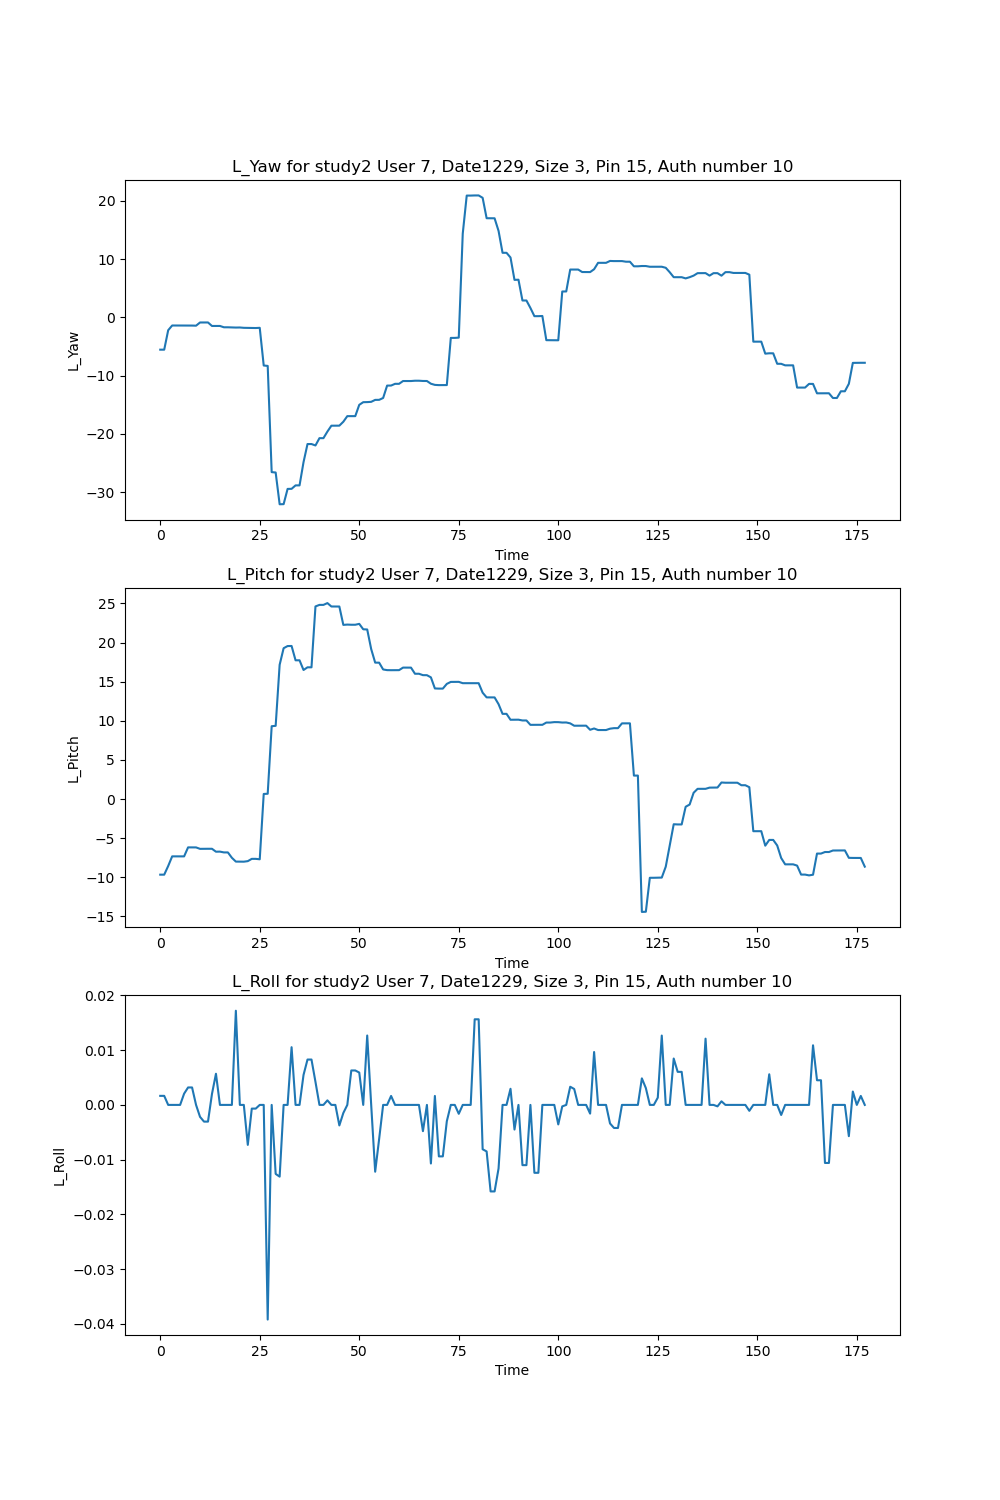 L_Yaw for study2 User 7, Date1229, Size 3, Pin 15, Auth number 10
20
10
0
−10
−20
−30
L_Yaw
0 25 50 75 100 125 150 175
Time
L_Pitch for study2 User 7, Date1229, Size 3, Pin 15, Auth number 10
25
20
15
10
5
0
−5
−10
−15
L_Pitch
0 25 50 75 100 125 150 175
Time
L_Roll for study2 User 7, Date1229, Size 3, Pin 15, Auth number 10
0.02
0.01
0.00
−0.01
−0.02
−0.03
−0.04
L_Roll
0 25 50 75 100 125 150 175
Time